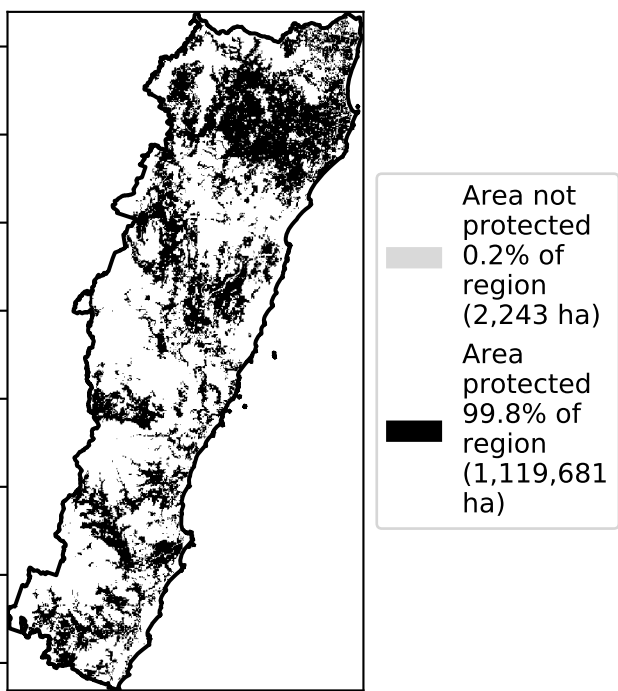 Area not
protected
0.2% of
region
(2,243 ha)
Area
protected
99.8% of
region
(1,119,681
ha)